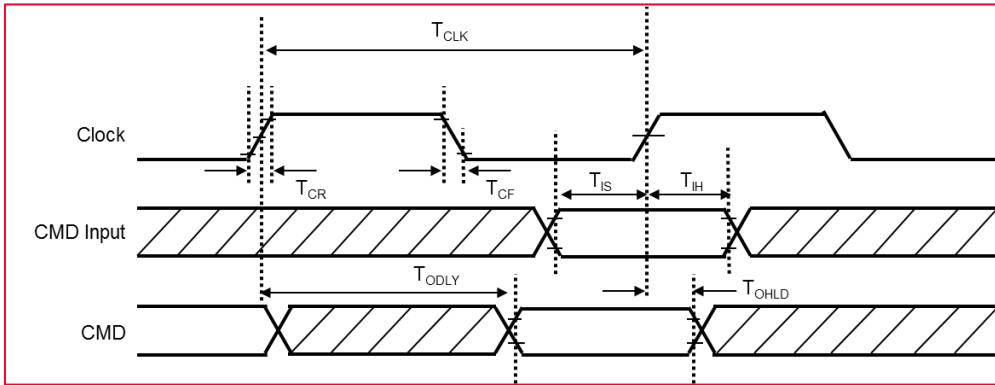 TCLK
Clock
TCR
TCF
TIS
TIH
CMD Input
TODLY
TOHLD
CMD